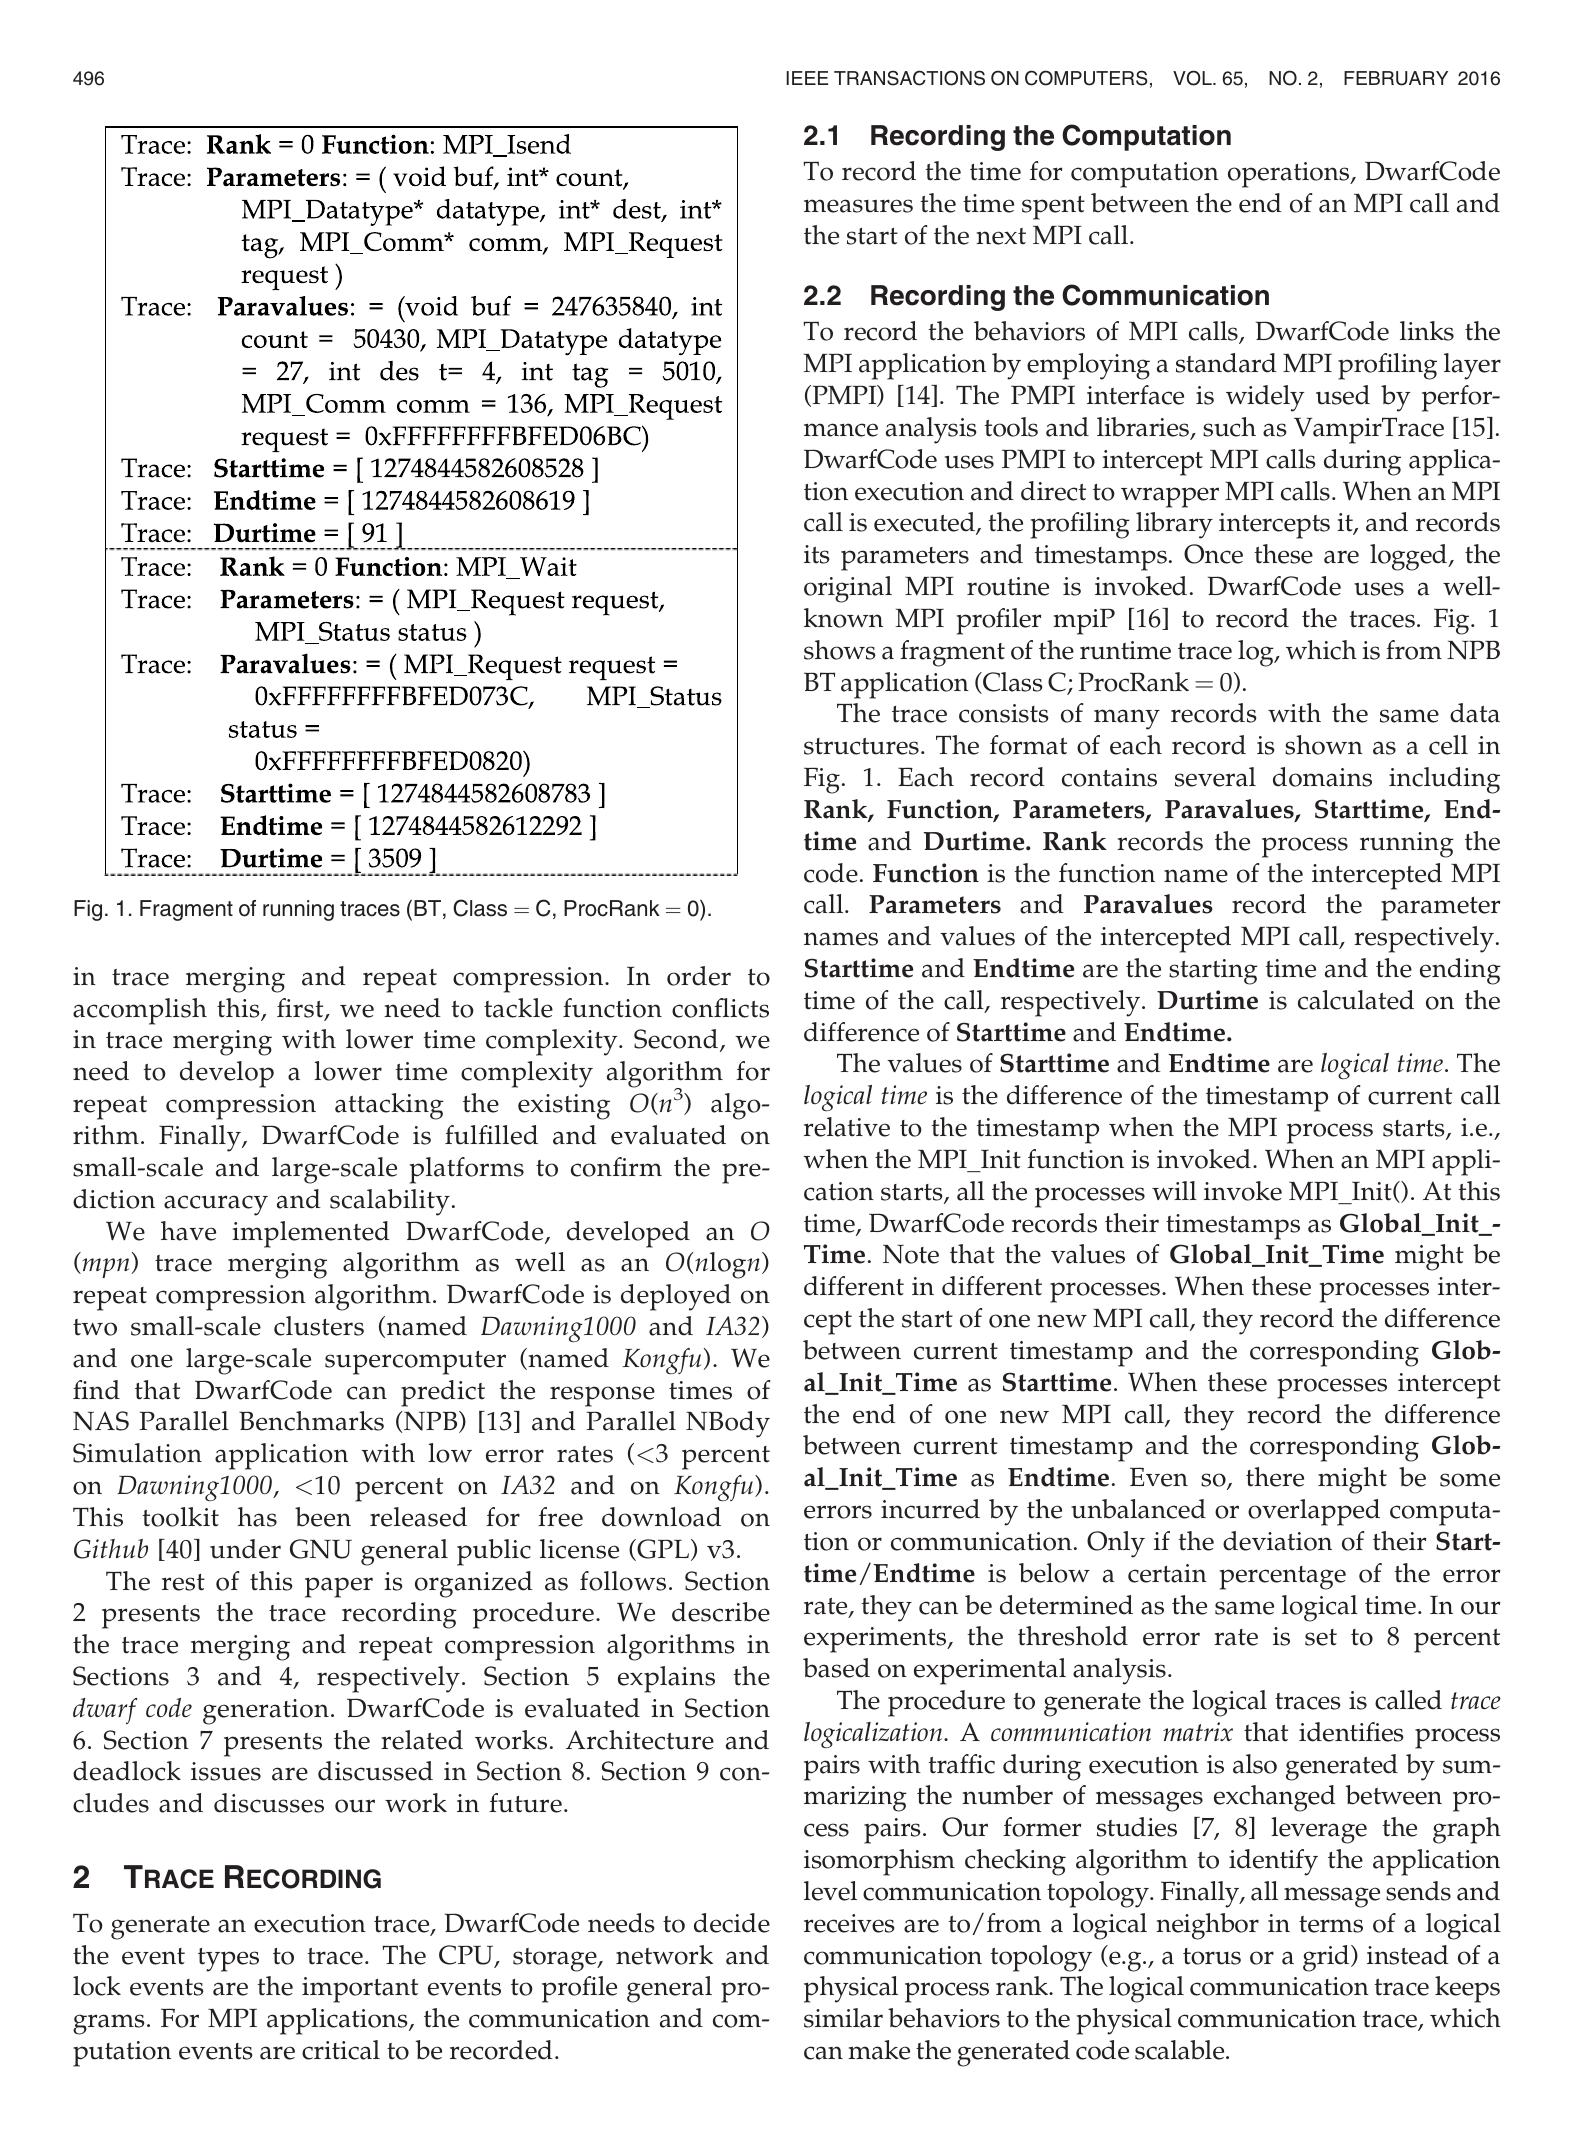 496
IEEE TRANSACTIONS ON COMPUTERS, VOL. 65, NO. 2, FEBRUARY 2016
Trace: Rank = 0 Function: MPI_Isend
Trace: Parameters: = ( void buf, int* count,
MPI_Datatype* datatype, int* dest, int*
tag, MPI_Comm* comm, MPI_Request
request )
Trace: Paravalues: = (void buf = 247635840, int
count = 50430, MPI_Datatype datatype
= 27, int des t= 4, int tag = 5010,
MPI_Comm comm = 136, MPI_Request
request = 0xFFFFFFFFBFED06BC)
Trace: Starttime = [ 1274844582608528 ]
Trace: Endtime = [ 1274844582608619 ]
Trace: Durtime = [ 91 ]
Trace: Rank = 0 Function: MPI_Wait
Trace: Parameters: = ( MPI_Request request,
MPI_Status status )
Trace: Paravalues: = ( MPI_Request request =
0xFFFFFFFFBFED073C, MPI_Status
status =
0xFFFFFFFFBFED0820)
Trace: Starttime = [ 1274844582608783 ]
Trace: Endtime = [ 1274844582612292 ]
Trace: Durtime = [ 3509 ]
Fig. 1. Fragment of running traces (BT, Class = C, ProcRank = 0).
in trace merging and repeat compression. In order to
accomplish this, first, we need to tackle function conflicts
in trace merging with lower time complexity. Second, we
need to develop a lower time complexity algorithm for
repeat compression attacking the existing O(n³) algo-
rithm. Finally, DwarfCode is fulfilled and evaluated on
small-scale and large-scale platforms to confirm the pre-
diction accuracy and scalability.
We have implemented DwarfCode, developed an O
(mpn) trace merging algorithm as well as an O(nlogn)
repeat compression algorithm. DwarfCode is deployed on
two small-scale clusters (named Dawning1000 and IA32)
and one large-scale supercomputer (named Kongfu). We
find that DwarfCode can predict the response times of
NAS Parallel Benchmarks (NPB) [13] and Parallel NBody
Simulation application with low error rates (<3 percent
on Dawning1000, <10 percent on IA32 and on Kongfu).
This toolkit has been released for free download on
Github [40] under GNU general public license (GPL) v3.
The rest of this paper is organized as follows. Section
2 presents the trace recording procedure. We describe
the trace merging and repeat compression algorithms in
Sections 3 and 4, respectively. Section 5 explains the
dwarf code generation. DwarfCode is evaluated in Section
6. Section 7 presents the related works. Architecture and
deadlock issues are discussed in Section 8. Section 9 con-
cludes and discusses our work in future.
2 TRACE RECORDING
To generate an execution trace, DwarfCode needs to decide
the event types to trace. The CPU, storage, network and
lock events are the important events to profile general pro-
grams. For MPI applications, the communication and com-
putation events are critical to be recorded.
2.1 Recording the Computation
To record the time for computation operations, DwarfCode
measures the time spent between the end of an MPI call and
the start of the next MPI call.
2.2 Recording the Communication
To record the behaviors of MPI calls, DwarfCode links the
MPI application by employing a standard MPI profiling layer
(PMPI) [14]. The PMPI interface is widely used by perfor-
mance analysis tools and libraries, such as VampirTrace [15].
DwarfCode uses PMPI to intercept MPI calls during applica-
tion execution and direct to wrapper MPI calls. When an MPI
call is executed, the profiling library intercepts it, and records
its parameters and timestamps. Once these are logged, the
original MPI routine is invoked. DwarfCode uses a well-
known MPI profiler mpiP [16] to record the traces. Fig. 1
shows a fragment of the runtime trace log, which is from NPB
BT application (Class C; ProcRank = 0).
The trace consists of many records with the same data
structures. The format of each record is shown as a cell in
Fig. 1. Each record contains several domains including
Rank, Function, Parameters, Paravalues, Starttime, End-
time and Durtime. Rank records the process running the
code. Function is the function name of the intercepted MPI
call. Parameters and Paravalues record the parameter
names and values of the intercepted MPI call, respectively.
Starttime and Endtime are the starting time and the ending
time of the call, respectively. Durtime is calculated on the
difference of Starttime and Endtime.
The values of Starttime and Endtime are logical time. The
logical time is the difference of the timestamp of current call
relative to the timestamp when the MPI process starts, i.e.,
when the MPI_Init function is invoked. When an MPI appli-
cation starts, all the processes will invoke MPI_Init(). At this
time, DwarfCode records their timestamps as Global_Init_-
Time. Note that the values of Global_Init_Time might be
different in different processes. When these processes inter-
cept the start of one new MPI call, they record the difference
between current timestamp and the corresponding Glob-
al_Init_Time as Starttime. When these processes intercept
the end of one new MPI call, they record the difference
between current timestamp and the corresponding Glob-
al_Init_Time as Endtime. Even so, there might be some
errors incurred by the unbalanced or overlapped computa-
tion or communication. Only if the deviation of their Start-
time/Endtime is below a certain percentage of the error
rate, they can be determined as the same logical time. In our
experiments, the threshold error rate is set to 8 percent
based on experimental analysis.
The procedure to generate the logical traces is called trace
logicalization. A communication matrix that identifies process
pairs with traffic during execution is also generated by sum-
marizing the number of messages exchanged between pro-
cess pairs. Our former studies [7, 8] leverage the graph
isomorphism checking algorithm to identify the application
level communication topology. Finally, all message sends and
receives are to/from a logical neighbor in terms of a logical
communication topology (e.g., a torus or a grid) instead of a
physical process rank. The logical communication trace keeps
similar behaviors to the physical communication trace, which
can make the generated code scalable.